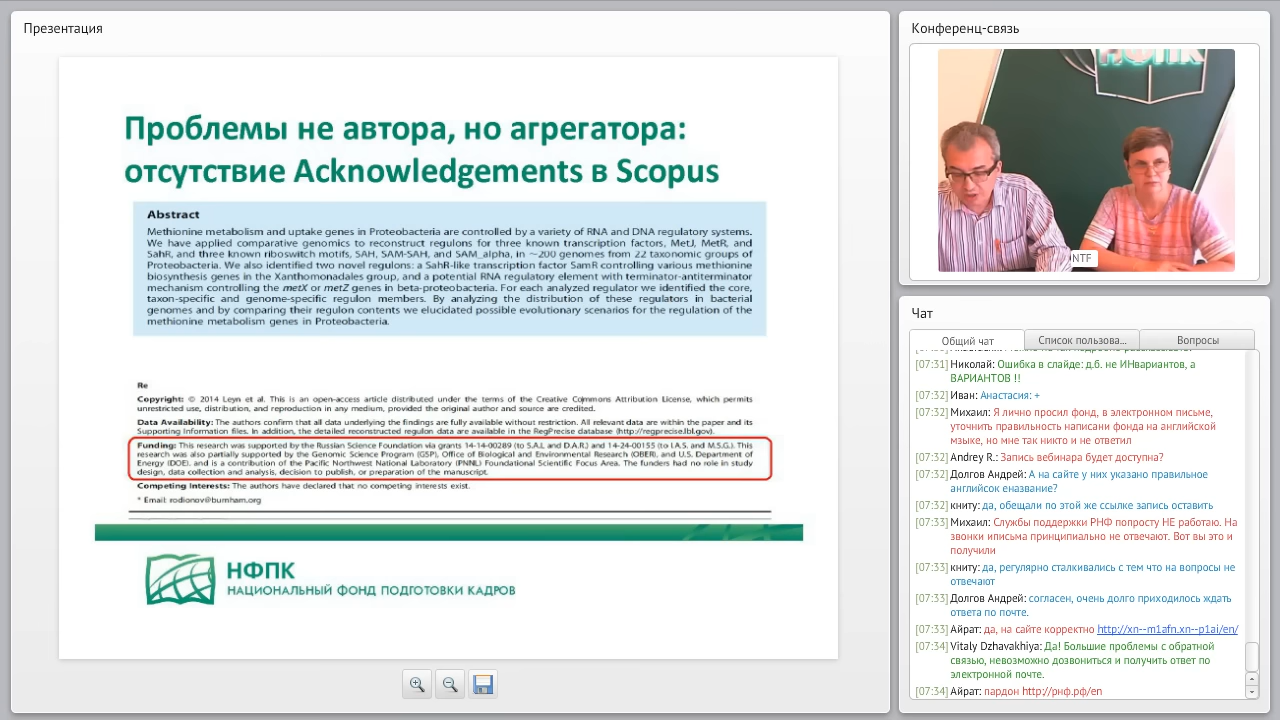 Презентация
Проблемы не автора, но агрегатора:
отсутствие Acknowledgements в Scopus
Abstract
Methionine metabolism and uptake genes in Proteobacteria are controlled by a variety of RNA and DNA regulatory systems.
We have applied comparative genomics to reconstruct regulons for three known transcription factors, MetJ, MetR, and
SahR, and three known riboswitch motifs, SAH, SAM-SAH, and SAM_alpha, in ~200 genomes from 22 taxonomic groups of
Proteobacteria. We also identified two novel regulons: a SahR-like transcription factor SamR controlling various methionine
biosynthesis genes in the Xanthomonadales group, and a potential RNA regulatory element with terminator-antiterminator
mechanism controlling the metX or metZ genes in beta-proteobacteria. For each analyzed regulator we identified the core,
taxon-specific and genome-specific regulon members. By analyzing the distribution of these regulators in bacterial
genomes and by comparing their regulon contents we elucidated possible evolutionary scenarios for the regulation of the
methionine metabolism genes in Proteobacteria.
Re
Copyright: © 2014 Leyn et al. This is an open-access article distributed under the terms of the Creative Commons Attribution License, which permits
unrestricted use, distribution, and reproduction in any medium, provided the original author and source are credited.
Data Availability: The authors confirm that all data underlying the findings are fully available without restriction. All relevant data are within the paper and its
Supporting Information files. In addition, the detailed reconstructed regulon data are available in the RegPrecise database (http://regprecise.lbl.gov).
Funding: This research was supported by the Russian Science Foundation via grants 14-14-00289 (to S.A.L and D.A.R.) and 14-24-00155 (to I.A.S. and M.S.G.). This
research was also partially supported by the Genomic Science Program (GSP), Office of Biological and Environmental Research (OBER), and U.S. Department of
Energy (DOE), and is a contribution of the Pacific Northwest National Laboratory (PNNL) Foundational Scientific Focus Area. The funders had no role in study
design, data collection and analysis, decision to publish, or preparation of the manuscript.
Competing Interests: The authors have declared that no competing interests exist.
* Email: rodionov@burnham.org
НФПК
НАЦИОНАЛЬНЫЙ ФОНД ПОДГОТОВКИ КАДРОВ
Конференц-связь
НФПК
NTF
Чат
Общий чат
Список пользова...
Вопросы
[07:31] Николай: Ошибка в слайде: д.б. не ИНвариантов, а
ВАРИАНТОВ !!
[07:32] Иван: Анастасия: +
[07:32] Михаил: Я лично просил фонд, в электронном письме,
уточнить правильность написани фонда на английской
мзыке, но мне так никто и не ответил
[07:32] Andrey R.: Запись вебинара будет доступна?
[07:32] Долгов Андрей: А на сайте у них указано правильное
английсок еназвание?
[07:32] книту: да, обещали по этой же ссылке запись оставить
[07:33] Михаил: Службы поддержки РНФ попросту НЕ работаю. На
звонки иписьма принципиально не отвечают. Вот вы это и
получили
[07:33] книту: да, регулярно сталкивались с тем что на вопросы не
отвечают
[07:33] Долгов Андрей: согласен, очень долго приходилось ждать
ответа по почте.
[07:33] Айрат: да, на сайте корректно http://xn--m1afn.xn--p1ai/en/
[07:34] Vitaly Dzhavakhiya: Да! Большие проблемы с обратной
связью, невозможно дозвониться и получить ответ по
электронной почте.
[07:34] Айрат: пардон http://рнф.рф/en